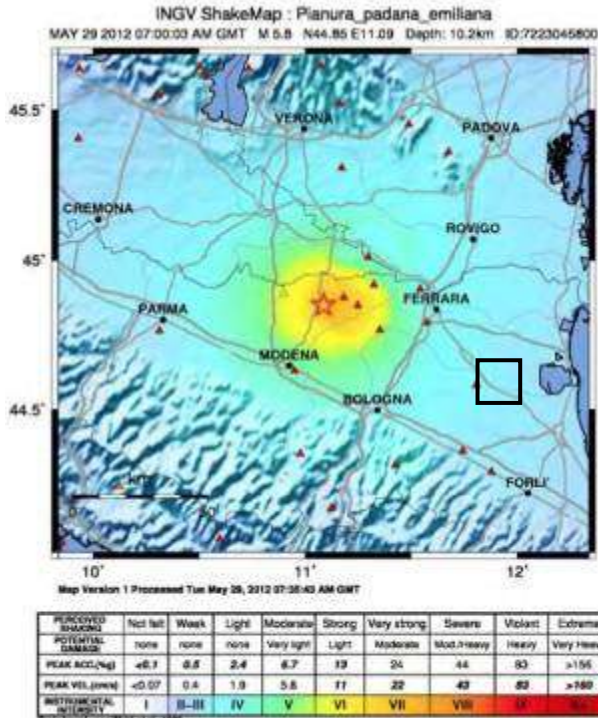 INGV ShakeMap : Pianura_padana_emiliana
MAY 29 2012 07:00:03 AM GMT M 5.8 N44.85 E11.09 Depth: 10.2km ID:7223045800
45.5˚
VERONA
PADOVA
CREMONA
ROVIGO
45˚
PARMA
FERRARA
MODENA
44.5˚
BOLOGNA
FORLI'
km
0
50
10˚ 11˚ 12˚
Map Version 1 Processed Tue May 29, 2012 07:35:43 AM GMT
PERCEIVED SHAKING Not felt Weak Light Moderate Strong Very strong Severe Violent Extreme
POTENTIAL DAMAGE none none none Very light Light Moderate Mod./Heavy Heavy Very Heav
PEAK ACC.(%g) <0.1 0.5 2.4 6.7 13 24 44 83 >156
PEAK VEL.(cm/s) <0.07 0.4 1.9 5.8 11 22 43 83 >160
INSTRUMENTAL INTENSITY I II-III IV V VI VII VIII IX